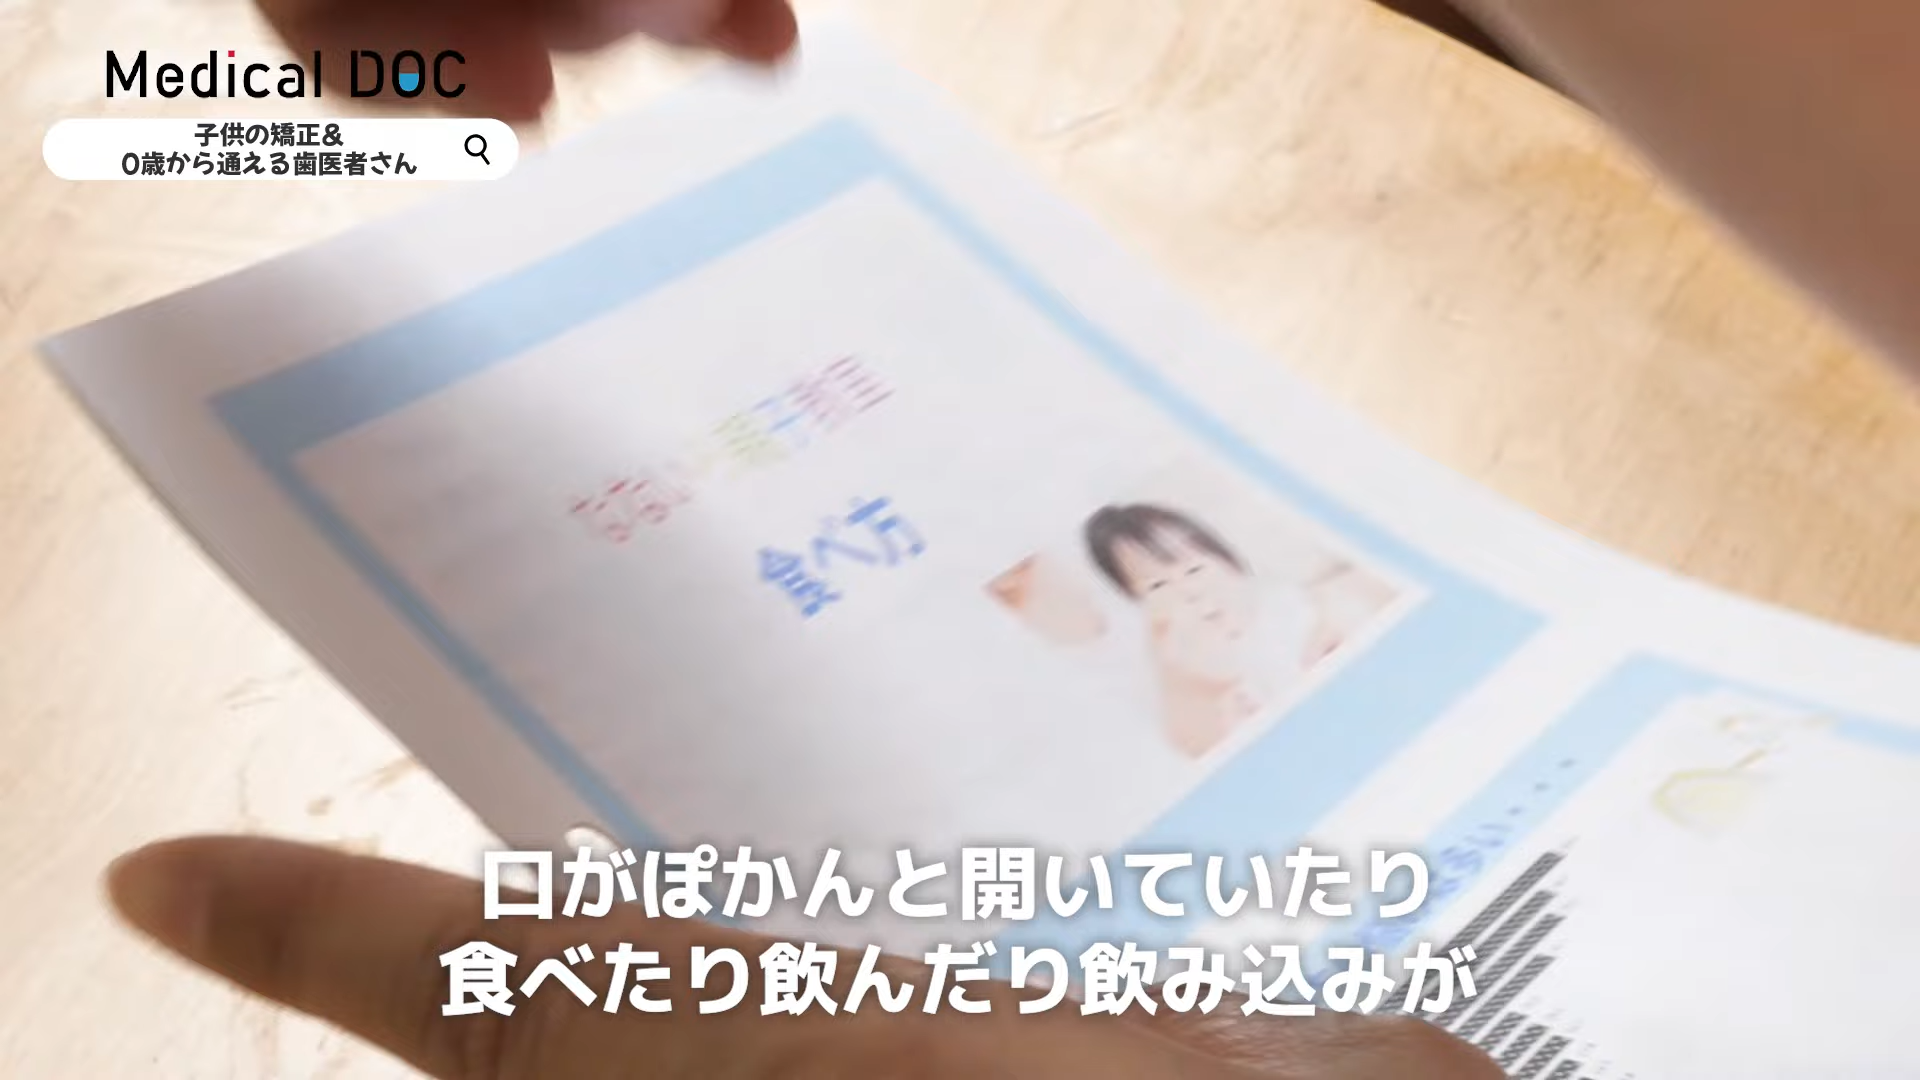 Medical DOC
子供の矯正&
0歳から通える歯医者さん
食べ方
口がぽかんと開いていたり
食べたり飲んだり飲み込みが